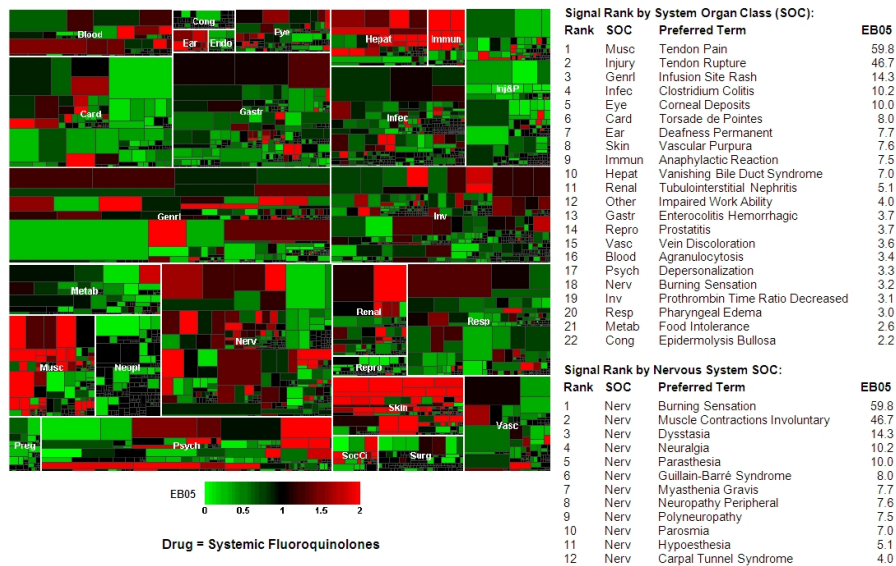 Blood
Cong
Ear
Endo
Eye
Hepat
Immun
Card
Gastr
Infec
Inj&P
Genrl
Inv
Metab
Nerv
Renal
Resp
Musc
Neopl
Repro
Skin
Vasc
Preg
Psych
SocCi
Surg
EB05
0 0.5 1 1.5 2
Drug = Systemic Fluoroquinolones
Signal Rank by System Organ Class (SOC):
Rank SOC Preferred Term EB05
1 Musc Tendon Pain 59.8
2 Injury Tendon Rupture 46.7
3 Genrl Infusion Site Rash 14.3
4 Infec Clostridium Colitis 10.2
5 Eye Corneal Deposits 10.0
6 Card Torsade de Pointes 8.0
7 Ear Deafness Permanent 7.7
8 Skin Vascular Purpura 7.6
9 Immun Anaphylactic Reaction 7.5
10 Hepat Vanishing Bile Duct Syndrome 7.0
11 Renal Tubulointerstitial Nephritis 5.1
12 Other Impaired Work Ability 4.0
13 Gastr Enterocolitis Hemorrhagic 3.7
14 Repro Prostatitis 3.7
15 Vasc Vein Discoloration 3.6
16 Blood Agranulocytosis 3.4
17 Psych Depersonalization 3.3
18 Nerv Burning Sensation 3.2
19 Inv Prothrombin Time Ratio Decreased 3.1
20 Resp Pharyngeal Edema 3.0
21 Metab Food Intolerance 2.6
22 Cong Epidermolysis Bullosa 2.2
Signal Rank by Nervous System SOC:
Rank SOC Preferred Term EB05
1 Nerv Burning Sensation 59.8
2 Nerv Muscle Contractions Involuntary 46.7
3 Nerv Dysstasia 14.3
4 Nerv Neuralgia 10.2
5 Nerv Parasthesia 10.0
6 Nerv Guillain-Barré Syndrome 8.0
7 Nerv Myasthenia Gravis 7.7
8 Nerv Neuropathy Peripheral 7.6
9 Nerv Polyneuropathy 7.5
10 Nerv Parosmia 7.0
11 Nerv Hypoesthesia 5.1
12 Nerv Carpal Tunnel Syndrome 4.0